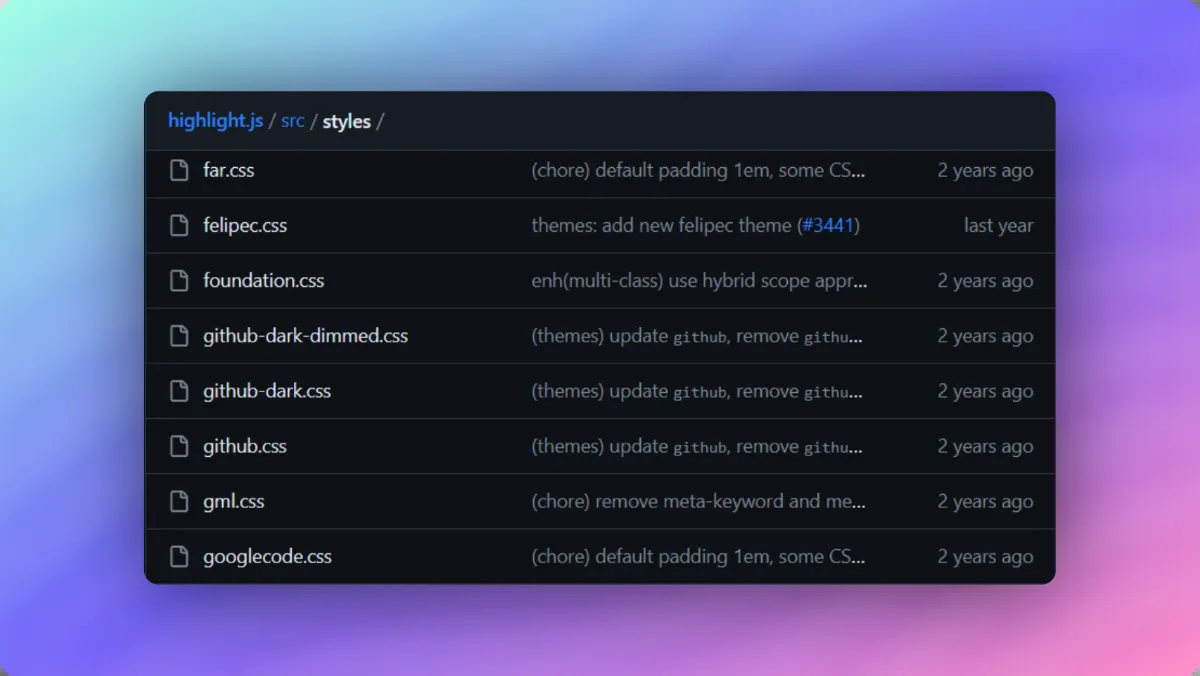 highlight.js / src / styles /
far.css (chore) default padding 1em, some CS... 2 years ago
felipec.css themes: add new felipec theme (#3441) last year
foundation.css enh(multi-class) use hybrid scope appr... 2 years ago
github-dark-dimmed.css (themes) update github, remove githu... 2 years ago
github-dark.css (themes) update github, remove githu... 2 years ago
github.css (themes) update github, remove githu... 2 years ago
gml.css (chore) remove meta-keyword and me... 2 years ago
googlecode.css (chore) default padding 1em, some CS... 2 years ago